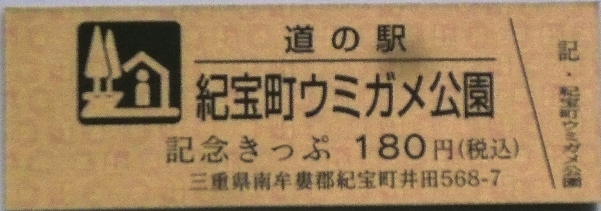 道の駅
紀宝町ウミガメ公園
記念きっぷ 180円(税込)
三重県南牟婁郡紀宝町井田568-7
記・紀宝町ウミガメ公園